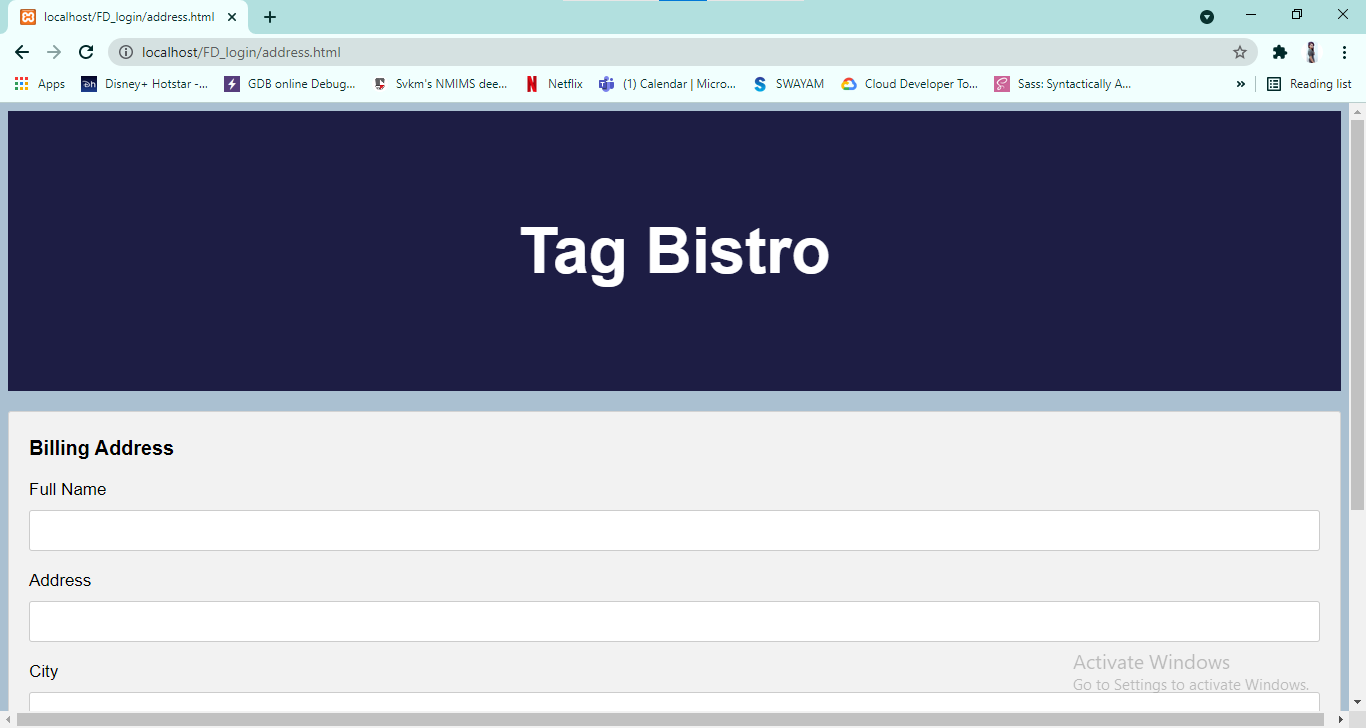 localhost/FD_login/address.html
localhost/FD_login/address.html
Apps Disney+ Hotstar -... GDB online Debug... Svkm's NMIMS dee... Netflix (1) Calendar | Micro... SWAYAM Cloud Developer To... Sass: Syntactically A... » Reading list
Tag Bistro
Billing Address
Full Name
Address
City
Activate Windows
Go to Settings to activate Windows.